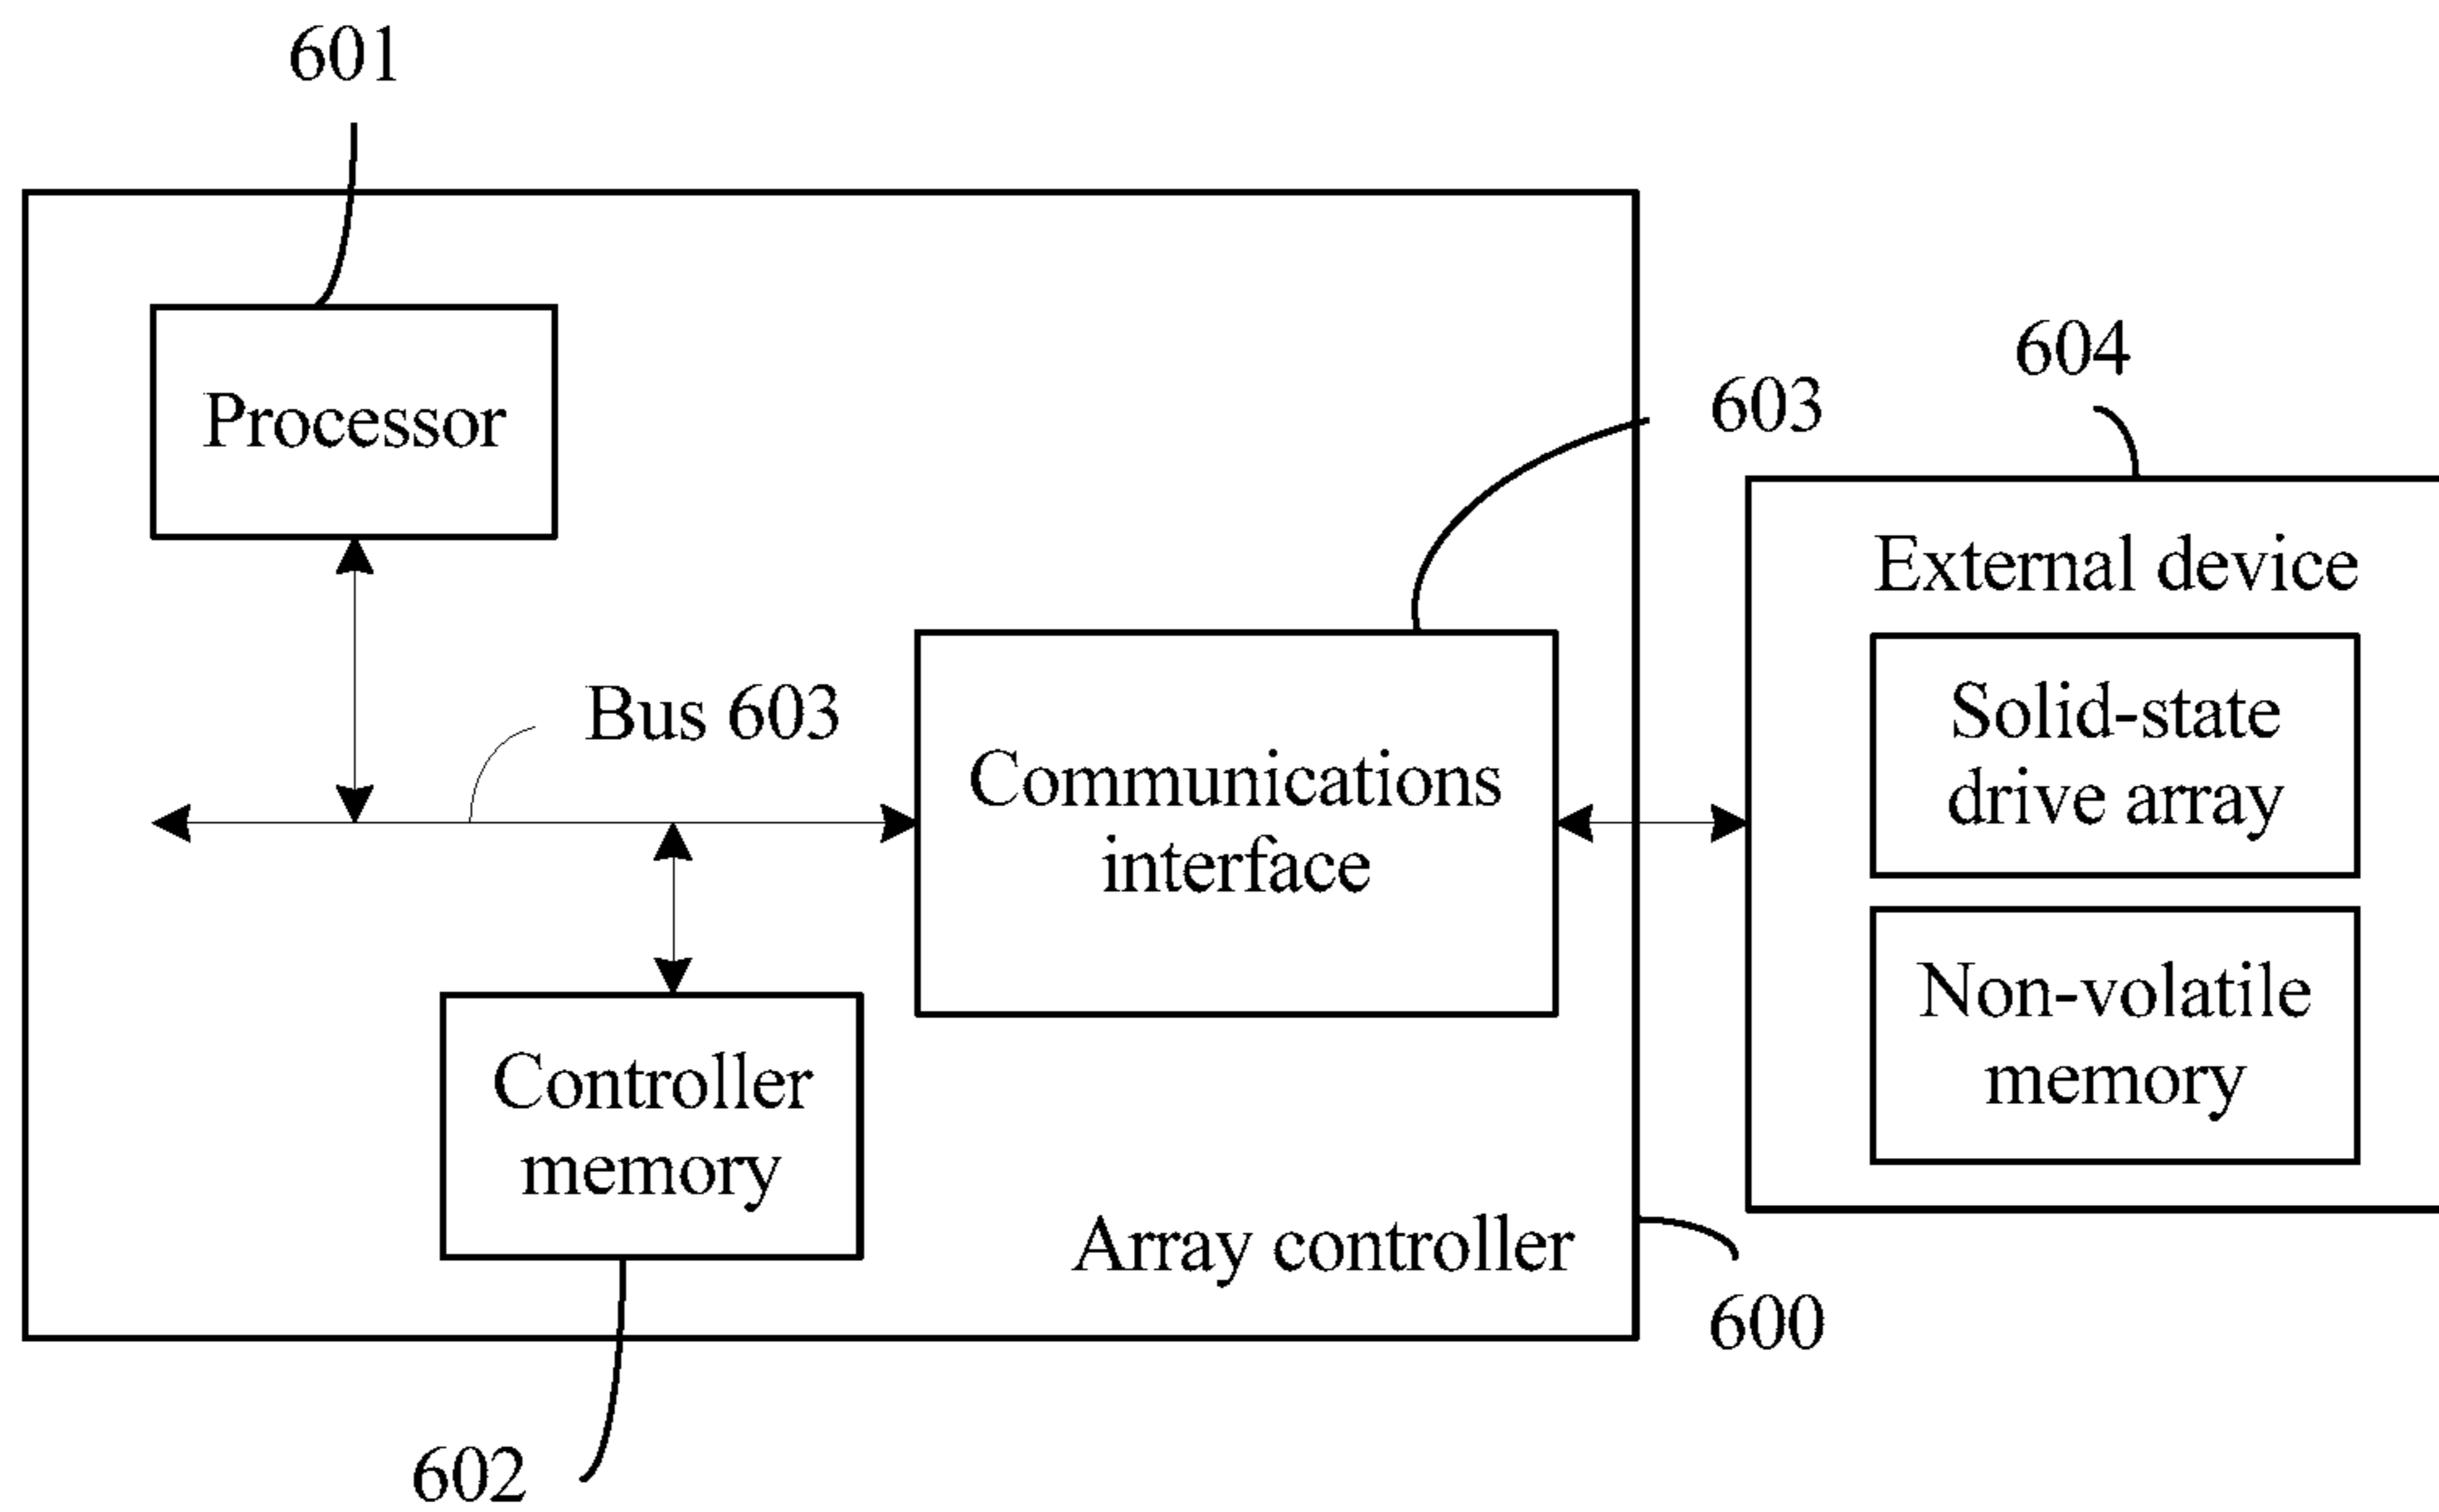 601
604
603
Processor
External device
Solid-state
drive array
Bus 603
Communications
interface
Non-volatile
memory
Controller
memory
Array controller
600
602